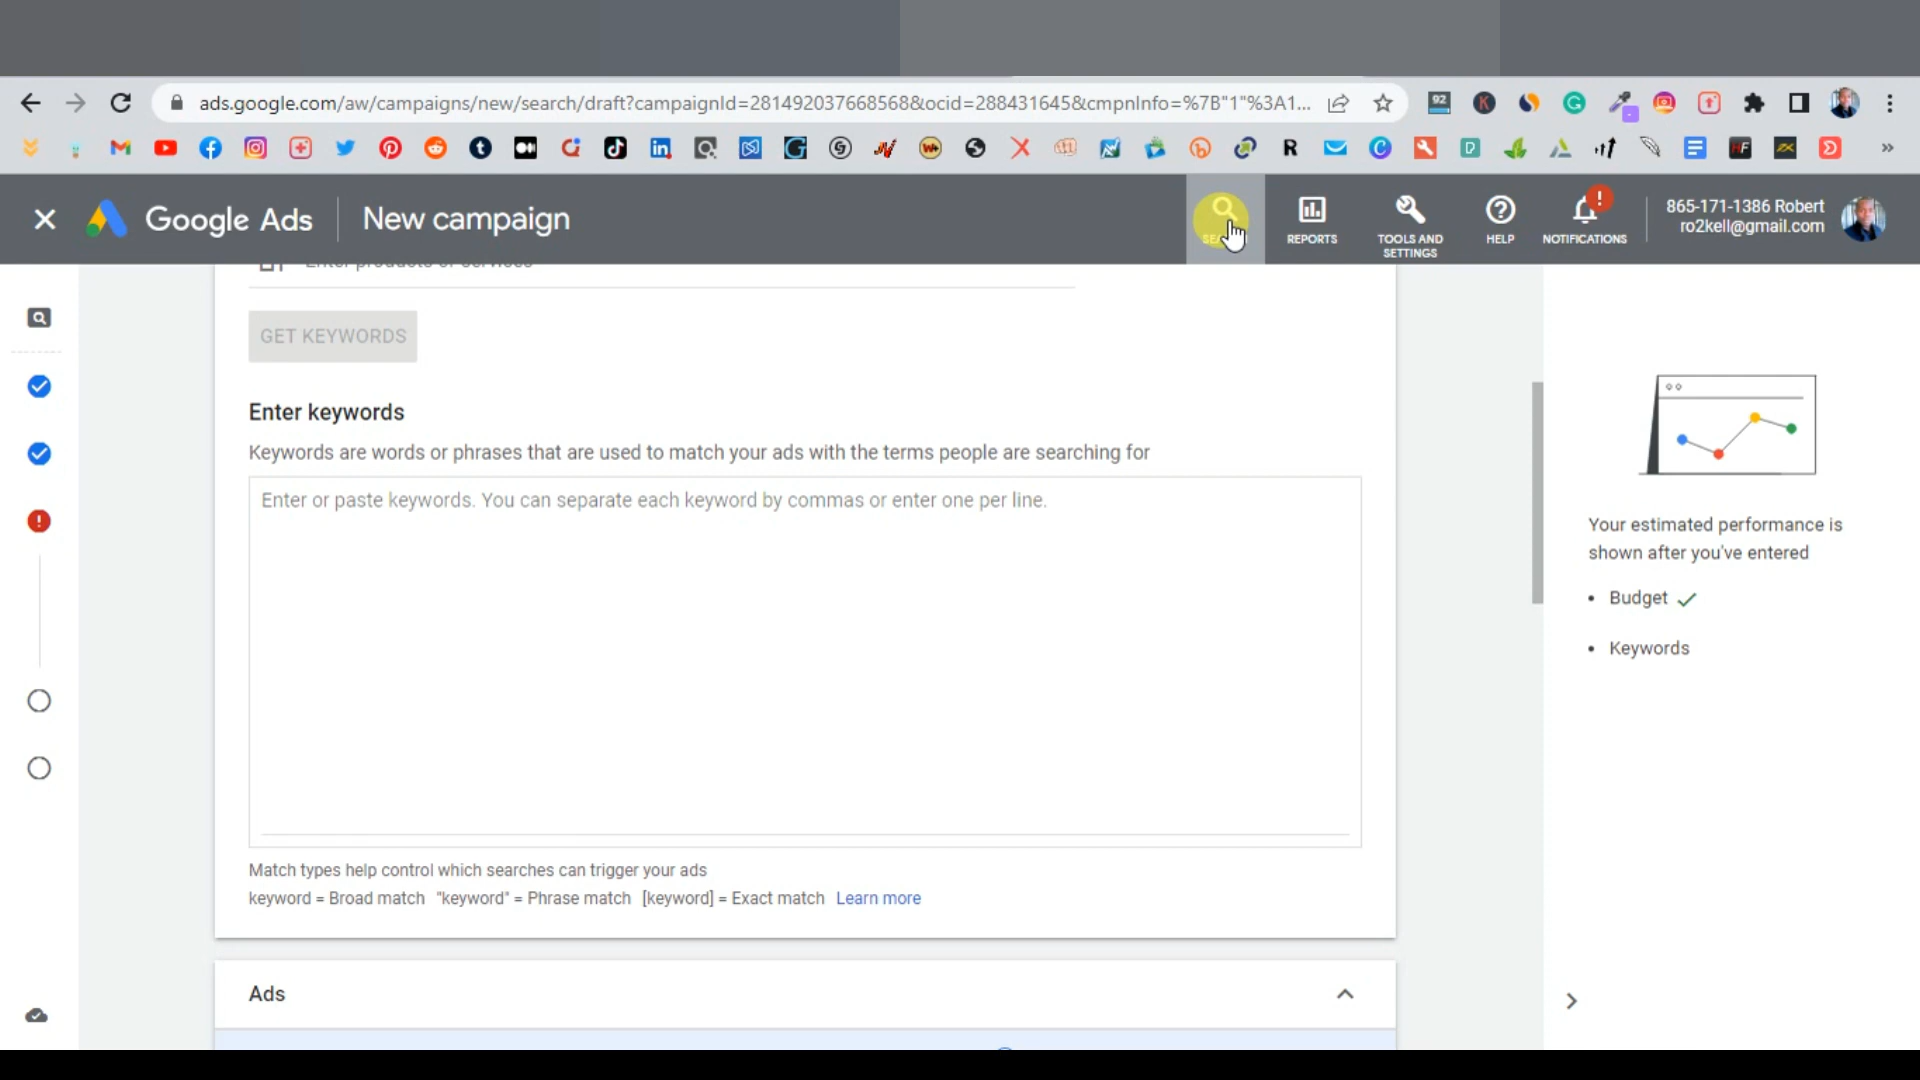 ads.google.com/aw/campaigns/new/search/draft?campaignId=281492037668568&ocid=288431645&cmpnInfo=%7B"1"%3A1...
92
Google Ads
New campaign
REPORTS
TOOLS AND
SETTINGS
HELP
NOTIFICATIONS
865-171-1386 Robert
ro2kell@gmail.com
Enter products or services
GET KEYWORDS
Enter keywords
Keywords are words or phrases that are used to match your ads with the terms people are searching for
Enter or paste keywords. You can separate each keyword by commas or enter one per line.
Match types help control which searches can trigger your ads
keyword = Broad match "keyword" = Phrase match [keyword] = Exact match Learn more
Ads
Your estimated performance is
shown after you've entered
• Budget
• Keywords